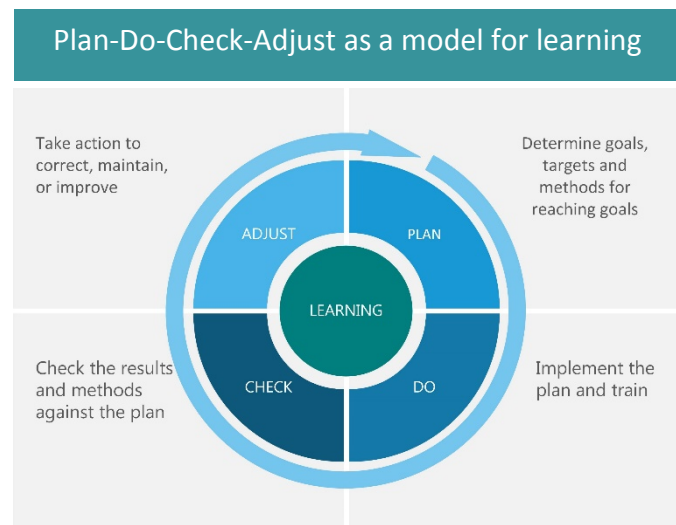 Plan-Do-Check-Adjust as a model for learning
Take action to
correct, maintain,
or improve
Determine goals,
targets and
methods for
reaching goals
ADJUST
PLAN
LEARNING
CHECK
DO
Check the results
and methods
against the plan
Implement the
plan and train